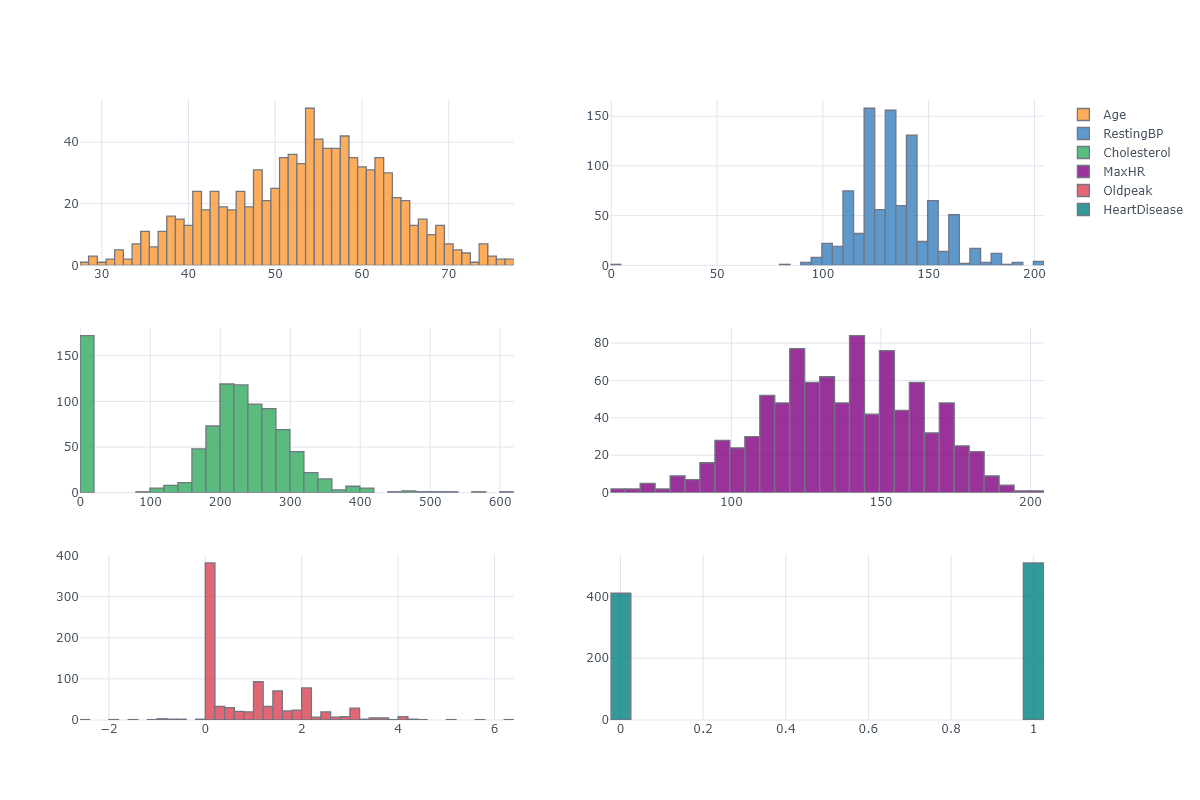 40
20
0
30 40 50 60 70
150
100
50
0
0 50 100 150 200
Age
RestingBP
Cholesterol
MaxHR
Oldpeak
HeartDisease
150
100
50
0
0 100 200 300 400 500 600
80
60
40
20
0
100 150 200
400
300
200
100
0
−2 0 2 4 6
400
200
0
0 0.2 0.4 0.6 0.8 1